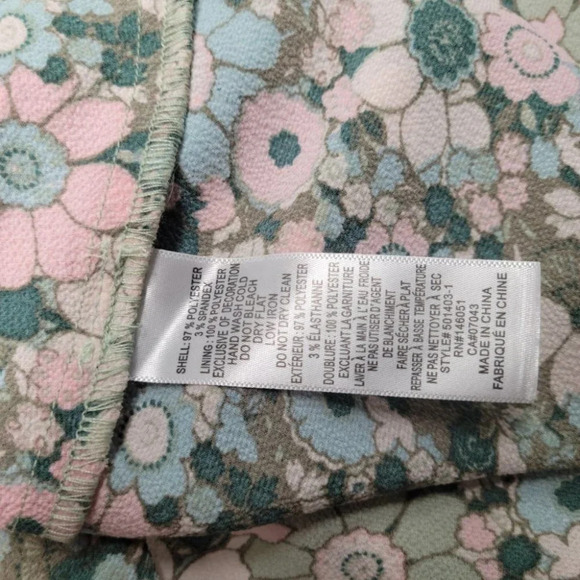 SHELL: 97 % POLYESTER
3 % SPANDEX
LINING: 100 % POLYESTER
EXCLUSIVE OF DECORATION
HAND WASH COLD
DO NOT BLEACH
DRY FLAT
LOW IRON
DO NOT DRY CLEAN
EXTÉRIEUR: 97 % POLYESTER
3 % ÉLASTHANNE
DOUBLURE : 100 % POLYESTER
EXCLUANT LA GARNITURE
LAVER À LA MAIN À L'EAU FROIDE
NE PAS UTILISER D'AGENT
DE BLANCHIMENT
FAIRE SÉCHER À PLAT
REPASSER À BASSE TEMPÉRATURE
NE PAS NETTOYER À SEC
STYLE# 501403-1
RN#146051
CA#07043
MADE IN CHINA
FABRIQUÉ EN CHINE